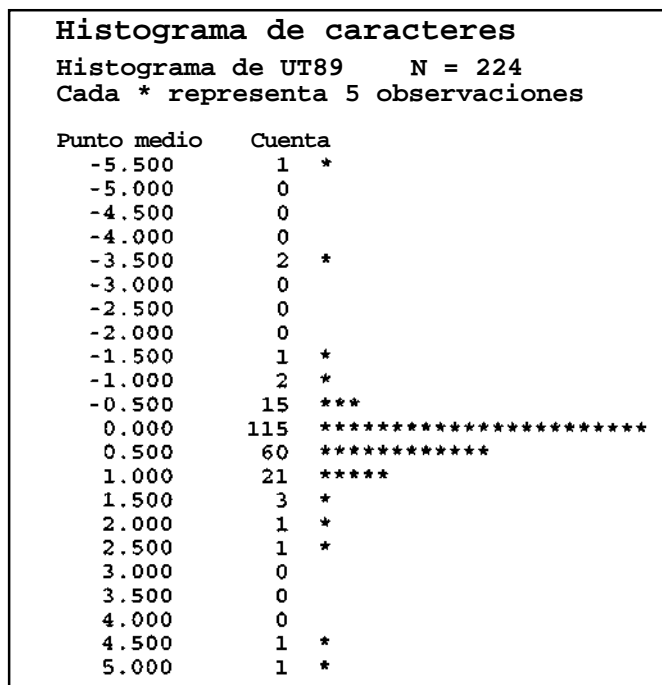 Histograma de caracteres
Histograma de UT89 N = 224
Cada * representa 5 observaciones
Punto medio Cuenta
-5.500 1 *
-5.000 0
-4.500 0
-4.000 0
-3.500 2 *
-3.000 0
-2.500 0
-2.000 0
-1.500 1 *
-1.000 2 *
-0.500 15 ***
0.000 115 ***********************
0.500 60 ************
1.000 21 *****
1.500 3 *
2.000 1 *
2.500 1 *
3.000 0
3.500 0
4.000 0
4.500 1 *
5.000 1 *